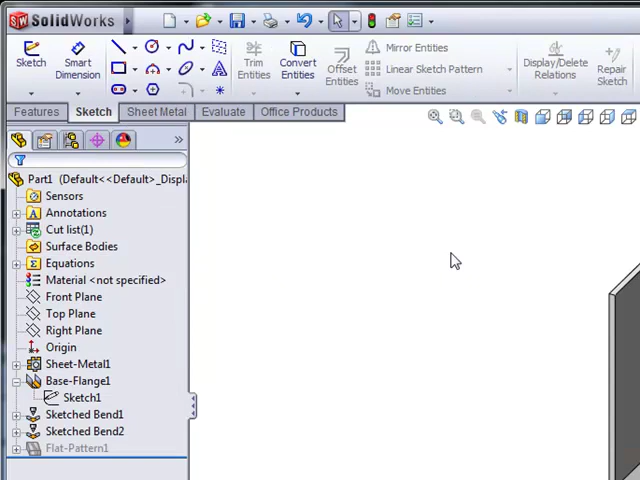 SolidWorks
Sketch
Smart Dimension
Trim Entities
Convert Entities
Offset Entities
Mirror Entities
Linear Sketch Pattern
Move Entities
Display/Delete Relations
Repair Sketch
Features Sketch Sheet Metal Evaluate Office Products
Part1 (Default<<Default>_Displa
Sensors
Annotations
Cut list(1)
Surface Bodies
Equations
Material <not specified>
Front Plane
Top Plane
Right Plane
Origin
Sheet-Metal1
Base-Flange1
Sketch1
Sketched Bend1
Sketched Bend2
Flat-Pattern1